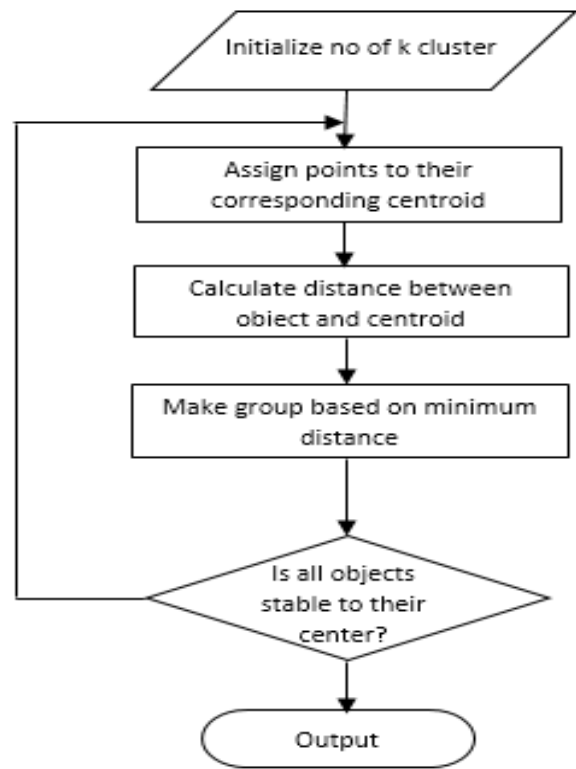 Initialize no of k cluster
Assign points to their
corresponding centroid
Calculate distance between
object and centroid
Make group based on minimum
distance
Is all objects
stable to their
center?
Output